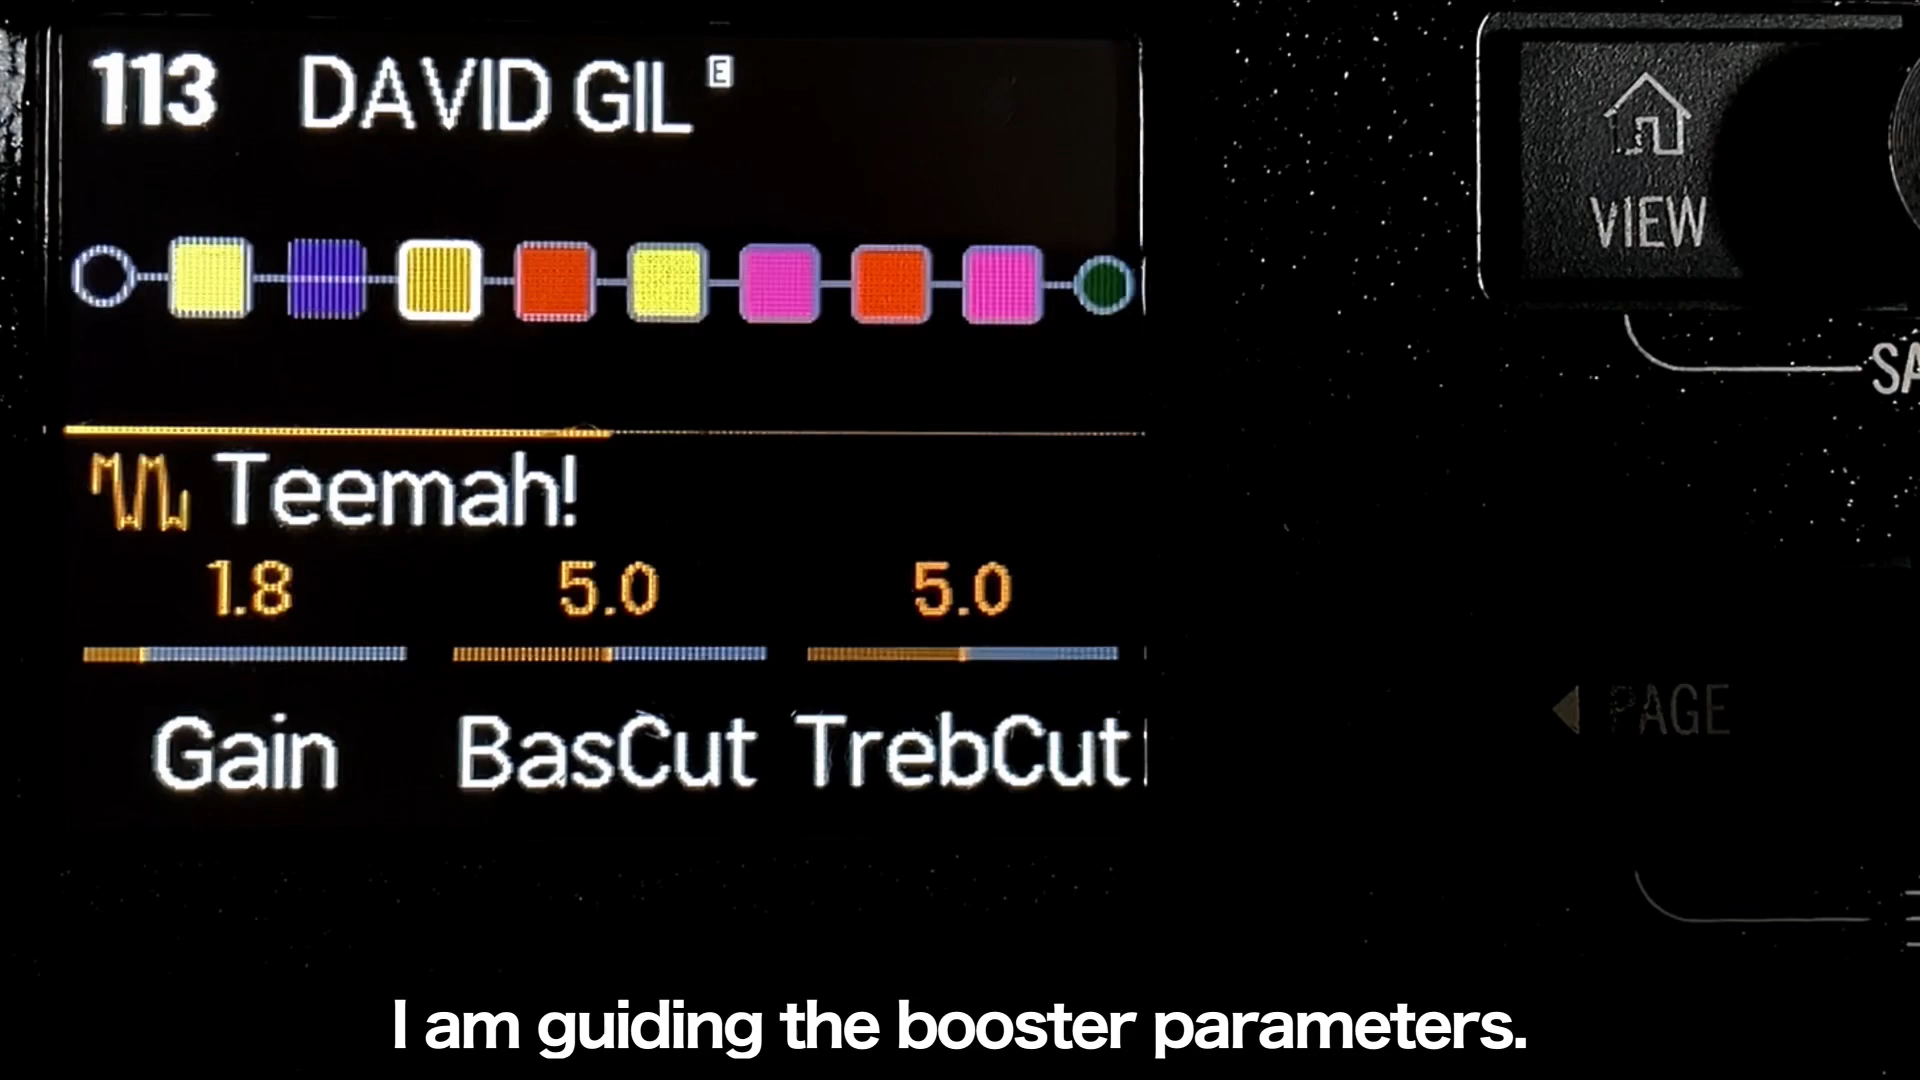 113 DAVID GIL E
VIEW
SA
Teemah!
1.8 5.0 5.0
Gain BasCut TrebCut
PAGE
I am guiding the booster parameters.